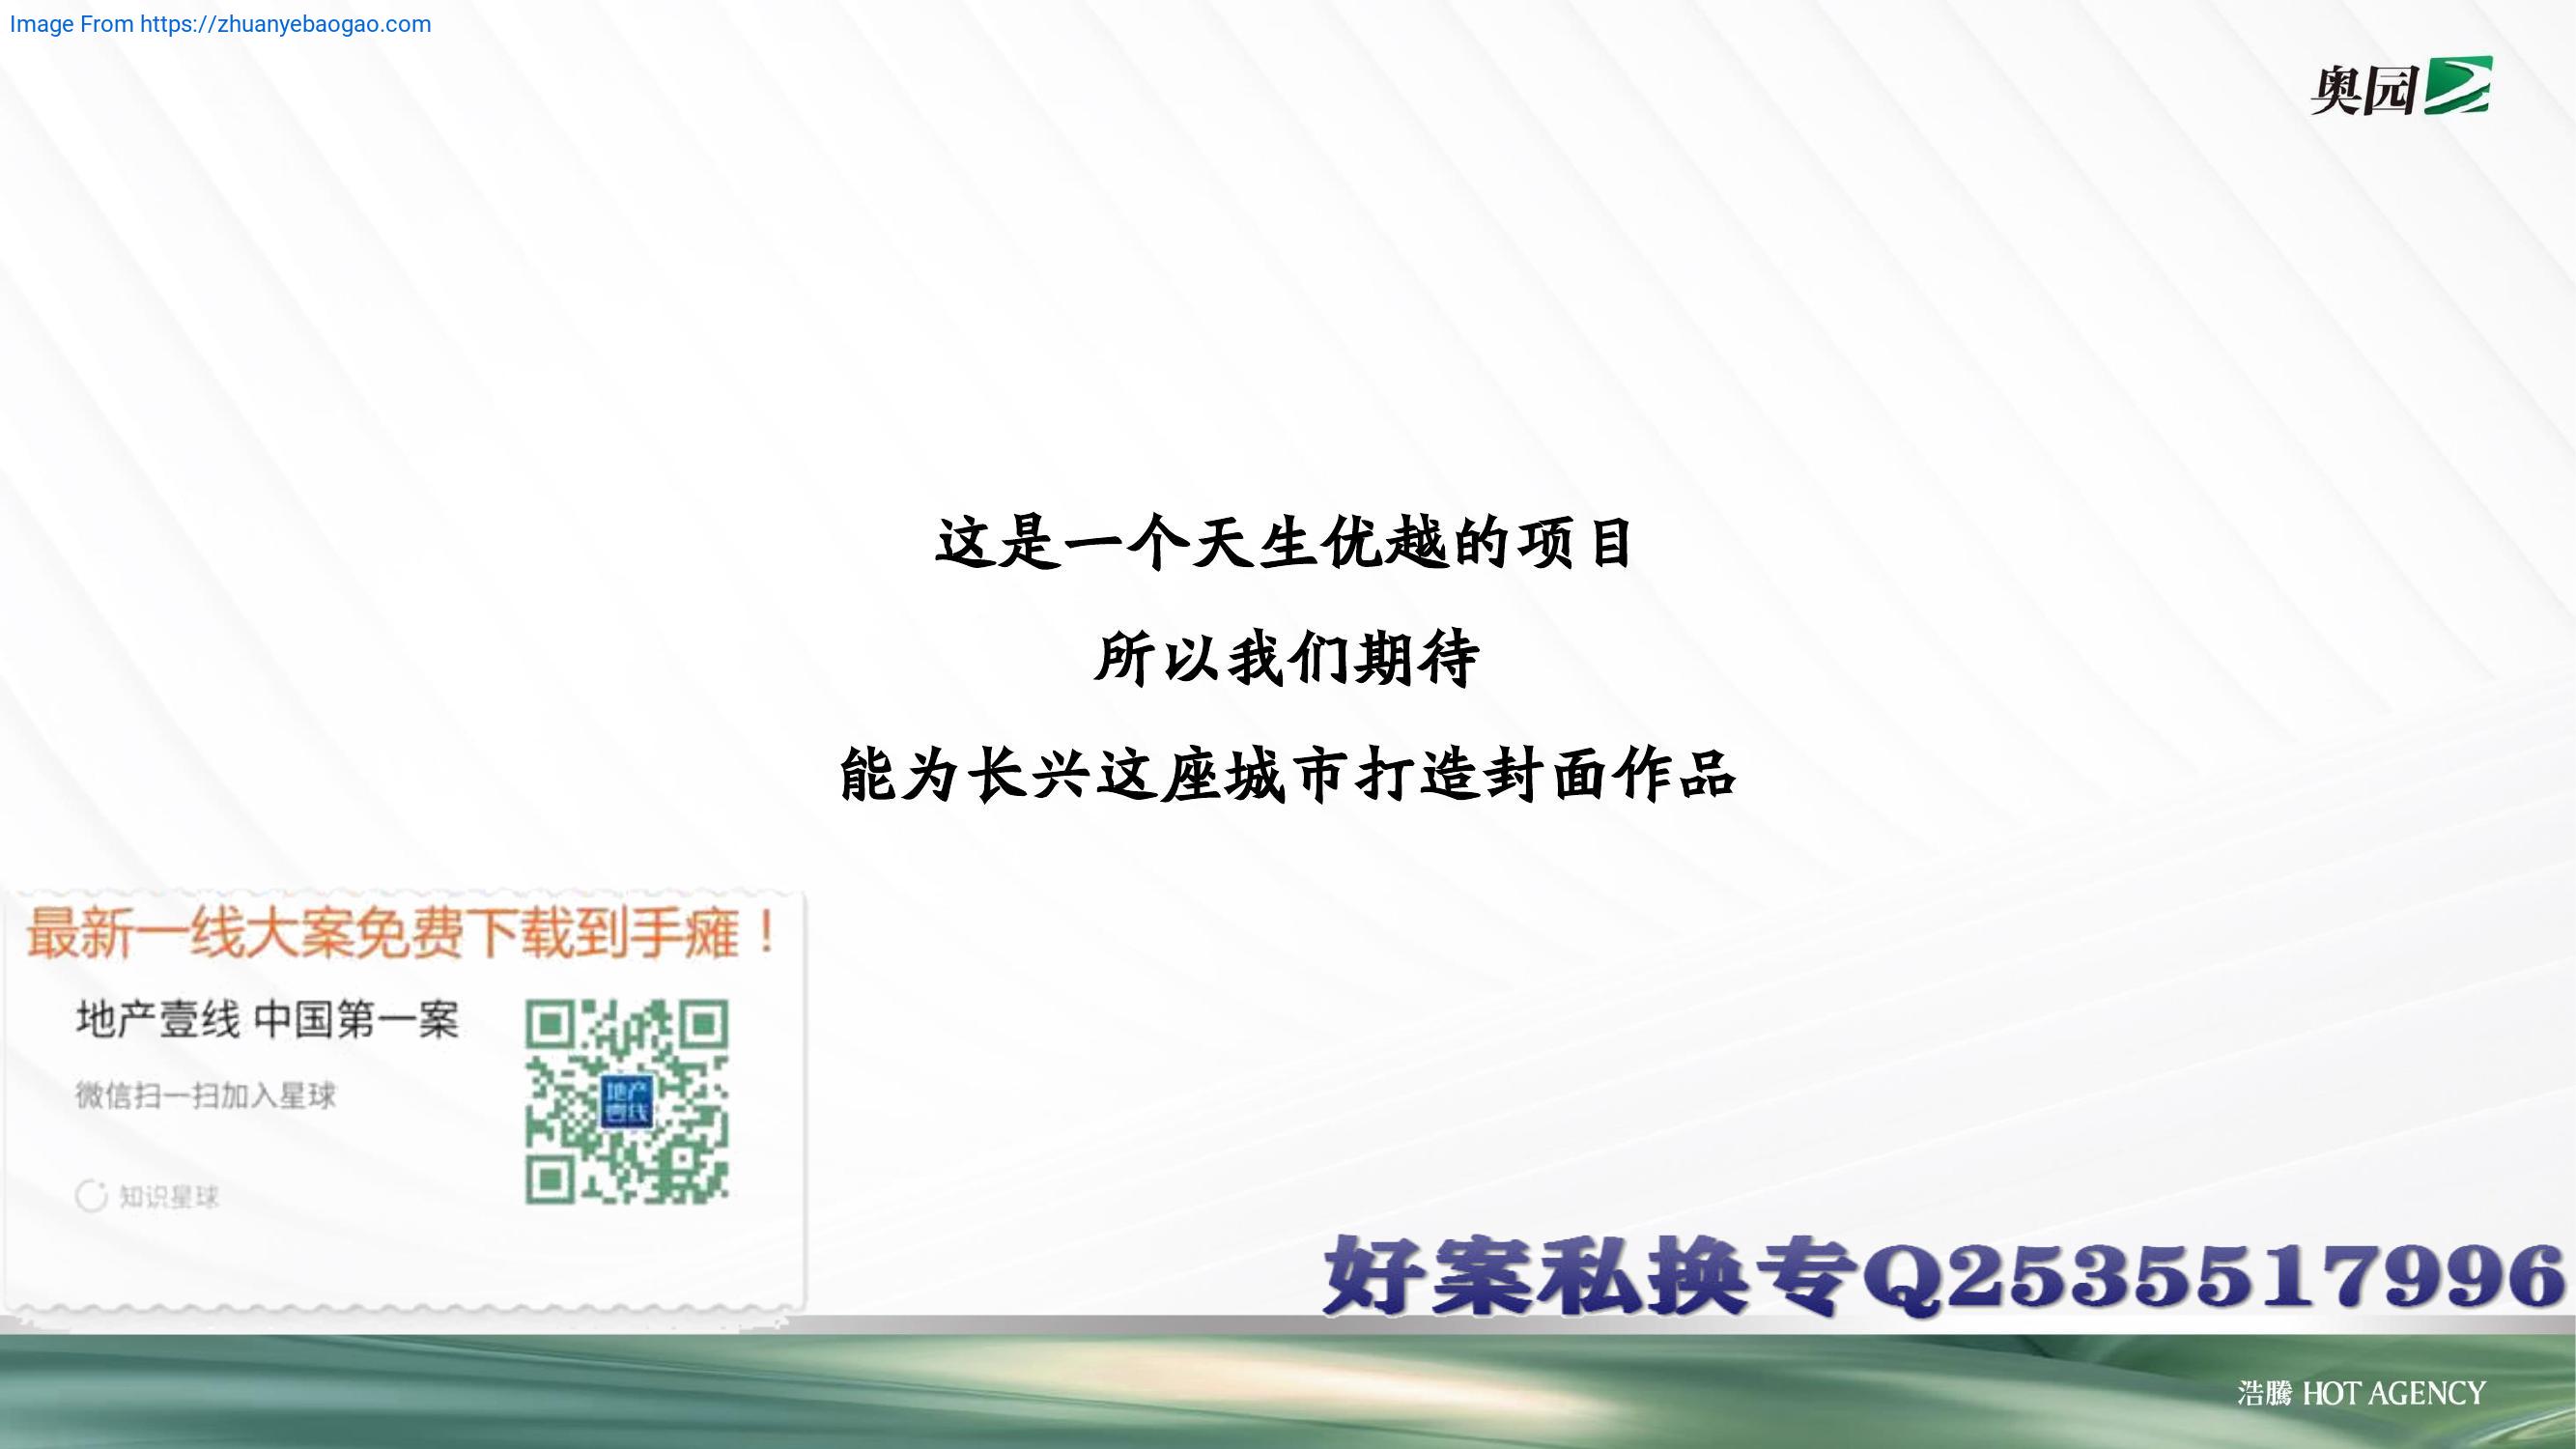 Image From https://zhuanyebaogao.com
奥园
这是一个天生优越的项目
所以我们期待
能为长兴这座城市打造封面作品
最新一线大案免费下载到手瘫！
地产壹线 中国第一案
微信扫一扫加入星球
地产
壹线
知识星球
好案私换专Q2535517996
浩騰 HOT AGENCY